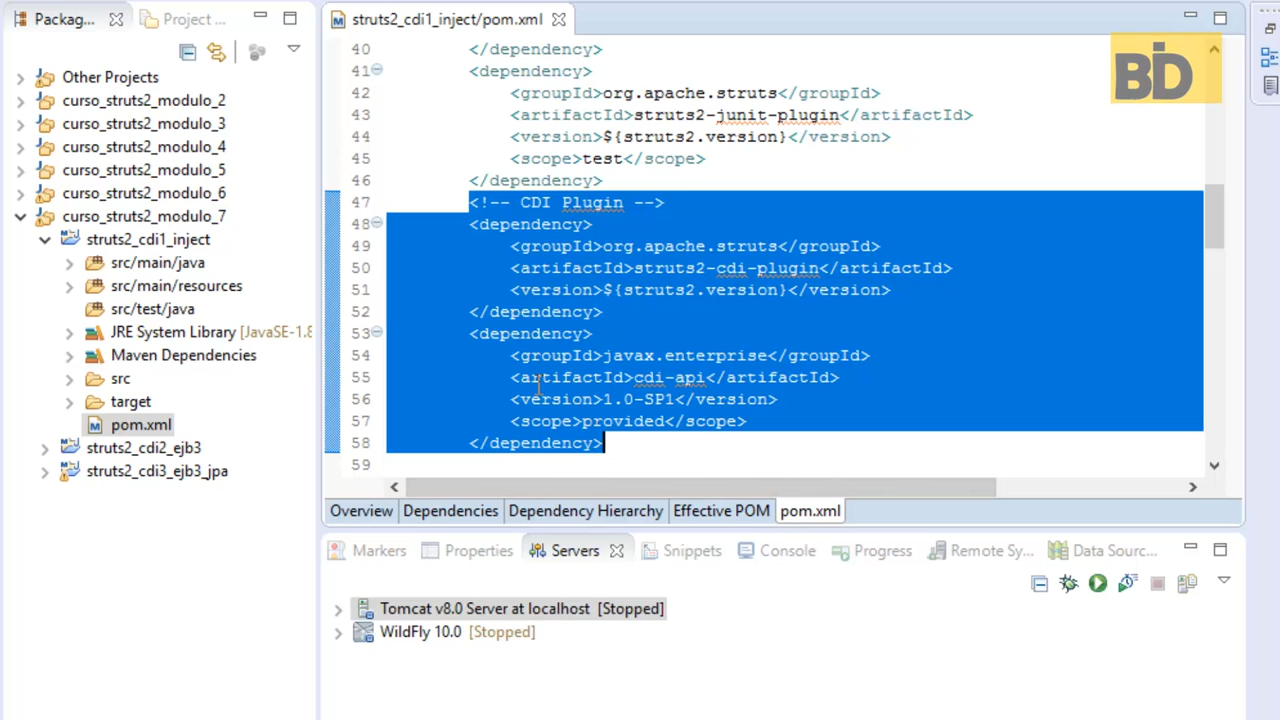 Packag...
Project ...
Other Projects
curso_struts2_modulo_2
curso_struts2_modulo_3
curso_struts2_modulo_4
curso_struts2_modulo_5
curso_struts2_modulo_6
curso_struts2_modulo_7
struts2_cdi1_inject
src/main/java
src/main/resources
src/test/java
JRE System Library [JavaSE-1.8
Maven Dependencies
src
target
pom.xml
struts2_cdi2_ejb3
struts2_cdi3_ejb3_jpa
struts2_cdi1_inject/pom.xml
BD
40 </dependency>
41 <dependency>
42 <groupId>org.apache.struts</groupId>
43 <artifactId>struts2-junit-plugin</artifactId>
44 <version>${struts2.version}</version>
45 <scope>test</scope>
46 </dependency>
47 <!-- CDI Plugin -->
48 <dependency>
49 <groupId>org.apache.struts</groupId>
50 <artifactId>struts2-cdi-plugin</artifactId>
51 <version>${struts2.version}</version>
52 </dependency>
53 <dependency>
54 <groupId>javax.enterprise</groupId>
55 <artifactId>cdi-api</artifactId>
56 <version>1.0-SP1</version>
57 <scope>provided</scope>
58 </dependency>
59
Overview Dependencies Dependency Hierarchy Effective POM pom.xml
Markers Properties Servers Snippets Console Progress Remote Sy... Data Sourc...
Tomcat v8.0 Server at localhost [Stopped]
WildFly 10.0 [Stopped]